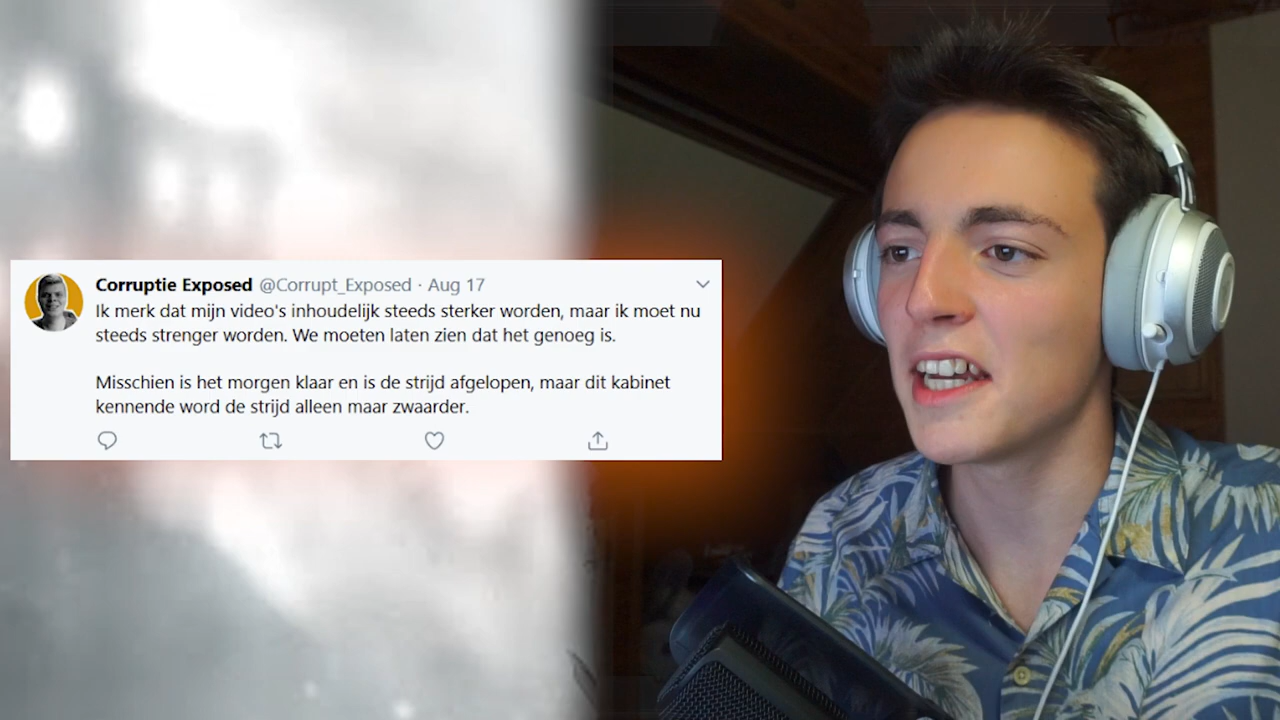 Corruptie Exposed @Corrupt_Exposed · Aug 17
Ik merk dat mijn video's inhoudelijk steeds sterker worden, maar ik moet nu
steeds strenger worden. We moeten laten zien dat het genoeg is.
Misschien is het morgen klaar en is de strijd afgelopen, maar dit kabinet
kennende word de strijd alleen maar zwaarder.